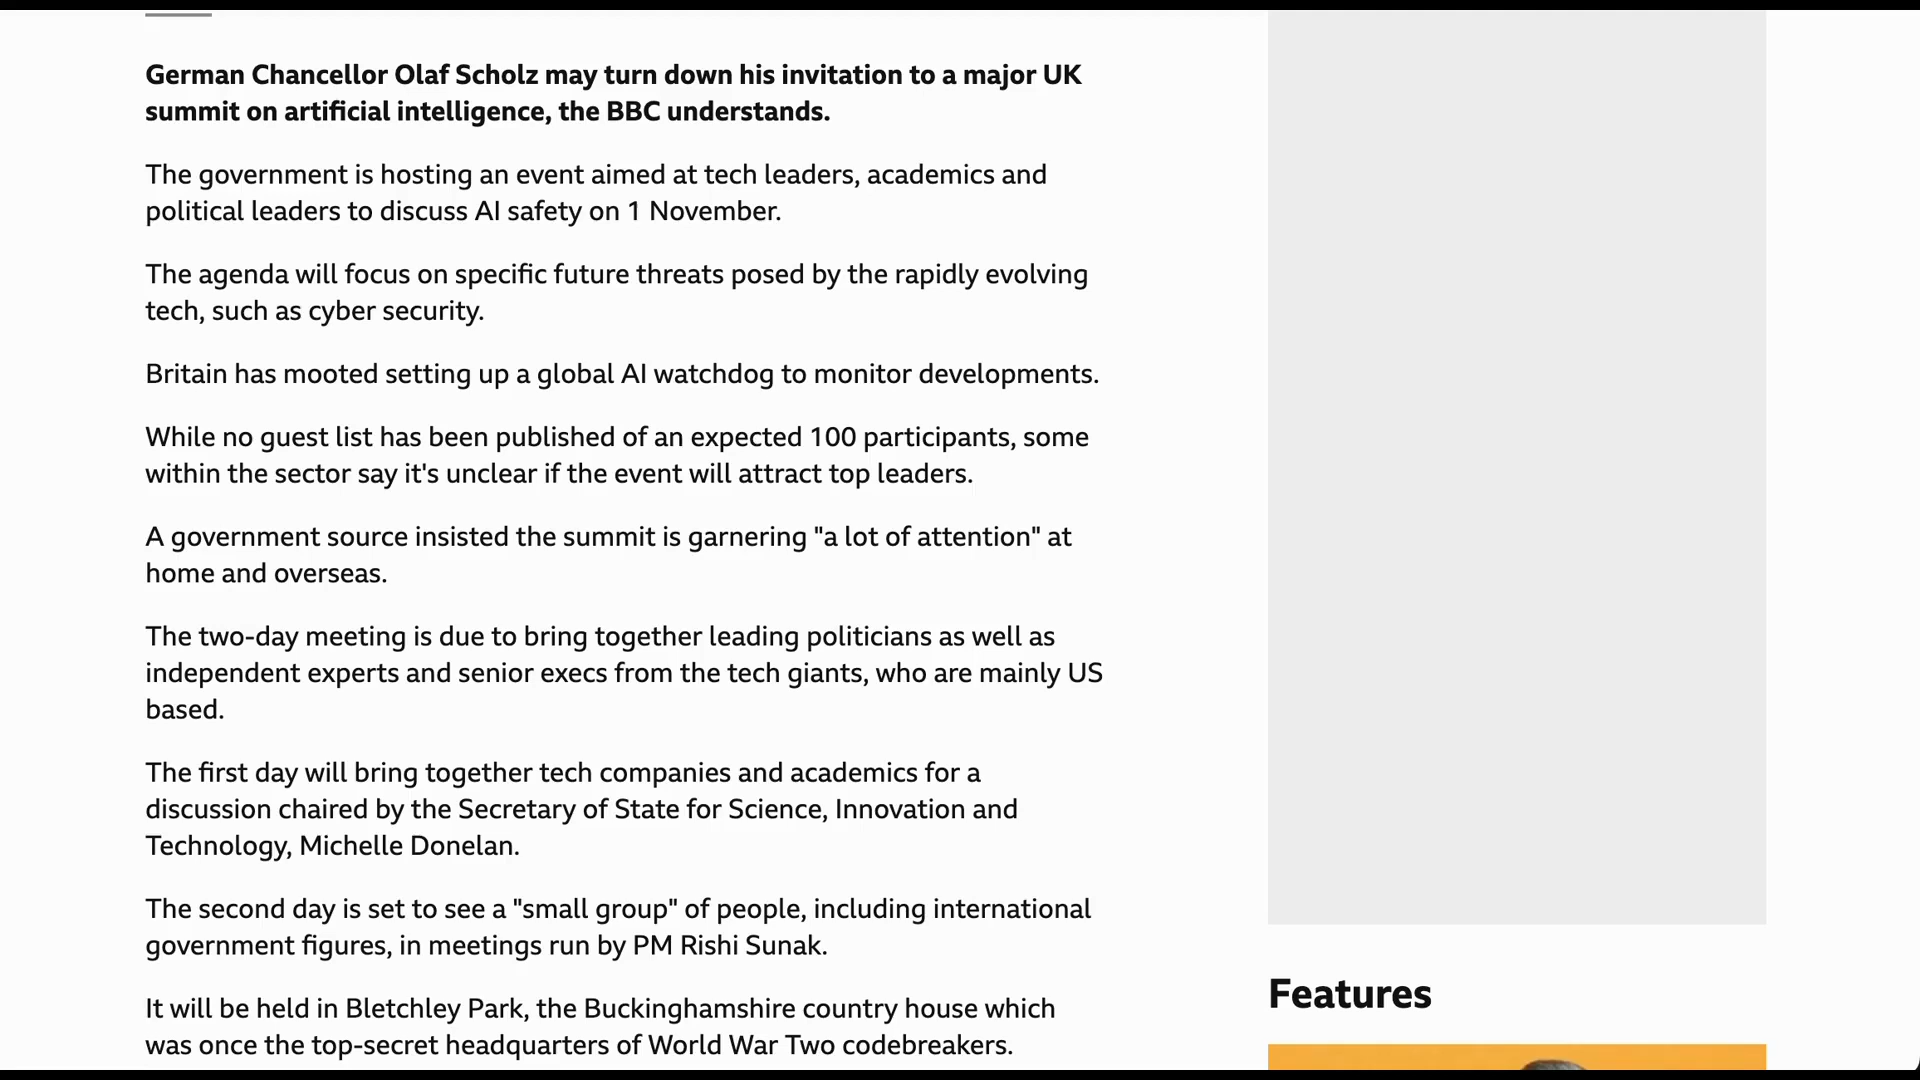 German Chancellor Olaf Scholz may turn down his invitation to a major UK
summit on artificial intelligence, the BBC understands.
The government is hosting an event aimed at tech leaders, academics and
political leaders to discuss AI safety on 1 November.
The agenda will focus on specific future threats posed by the rapidly evolving
tech, such as cyber security.
Britain has mooted setting up a global AI watchdog to monitor developments.
While no guest list has been published of an expected 100 participants, some
within the sector say it's unclear if the event will attract top leaders.
A government source insisted the summit is garnering "a lot of attention" at
home and overseas.
The two-day meeting is due to bring together leading politicians as well as
independent experts and senior execs from the tech giants, who are mainly US
based.
The first day will bring together tech companies and academics for a
discussion chaired by the Secretary of State for Science, Innovation and
Technology, Michelle Donelan.
The second day is set to see a "small group" of people, including international
government figures, in meetings run by PM Rishi Sunak.
It will be held in Bletchley Park, the Buckinghamshire country house which
was once the top-secret headquarters of World War Two codebreakers.
Features